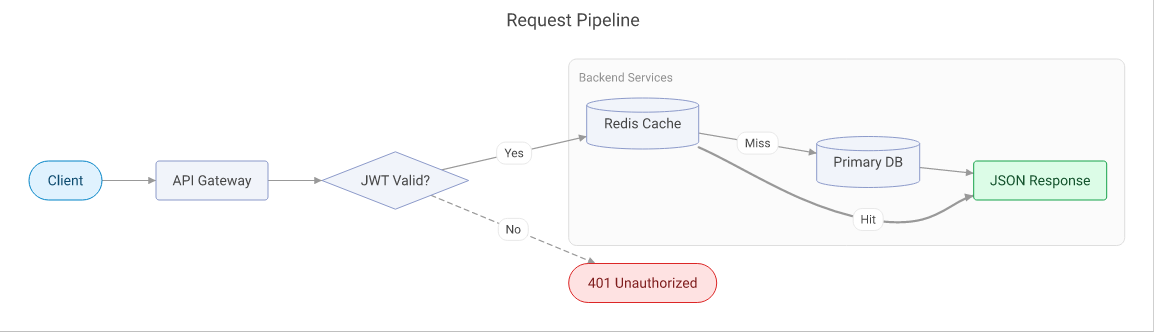 Request Pipeline
Backend Services
Redis Cache
Miss
Yes
Primary DB
Client
API Gateway
JWT Valid?
JSON Response
Hit
No
401 Unauthorized